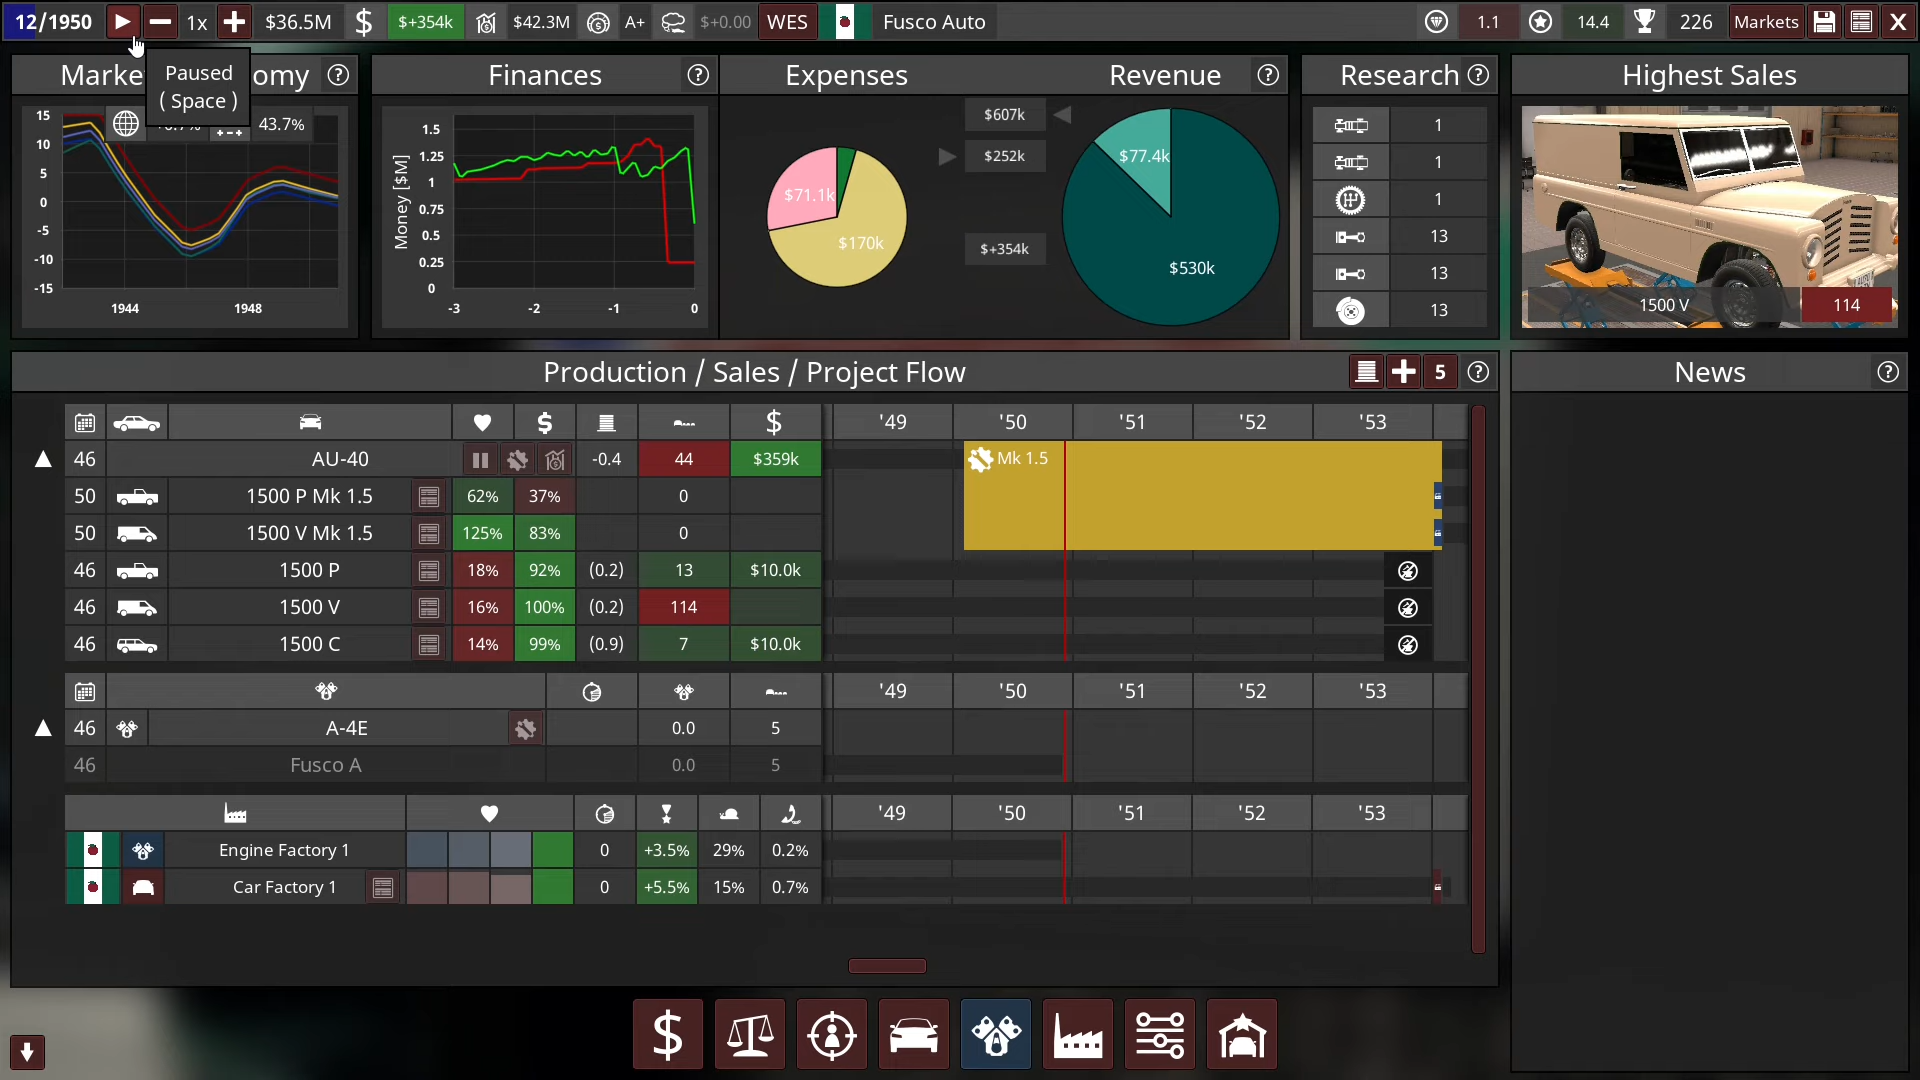 12/1950 1x $36.5M $+354k $42.3M A+ $+0.00 WES Fusco Auto 1.1 14.4 226 Markets X
Paused
( Space )
Finances
Expenses
Revenue
Research
Highest Sales
43.7%
15
10
5
0
-5
-10
-15
1944 1948
Money [$M]
1.5
1.25
1
0.75
0.5
0.25
0
-3 -2 -1 0
$71.1k
$170k
$607k
$252k
$+354k
$77.4k
$530k
1
1
1
13
13
13
1500 V 114
Production / Sales / Project Flow 5
News
'49 '50 '51 '52 '53
46 AU-40 -0.4 44 $359k Mk 1.5
50 1500 P Mk 1.5 62% 37% 0
50 1500 V Mk 1.5 125% 83% 0
46 1500 P 18% 92% (0.2) 13 $10.0k
46 1500 V 16% 100% (0.2) 114
46 1500 C 14% 99% (0.9) 7 $10.0k
'49 '50 '51 '52 '53
46 A-4E 0.0 5
46 Fusco A 0.0 5
'49 '50 '51 '52 '53
Engine Factory 1 0 +3.5% 29% 0.2%
Car Factory 1 0 +5.5% 15% 0.7%